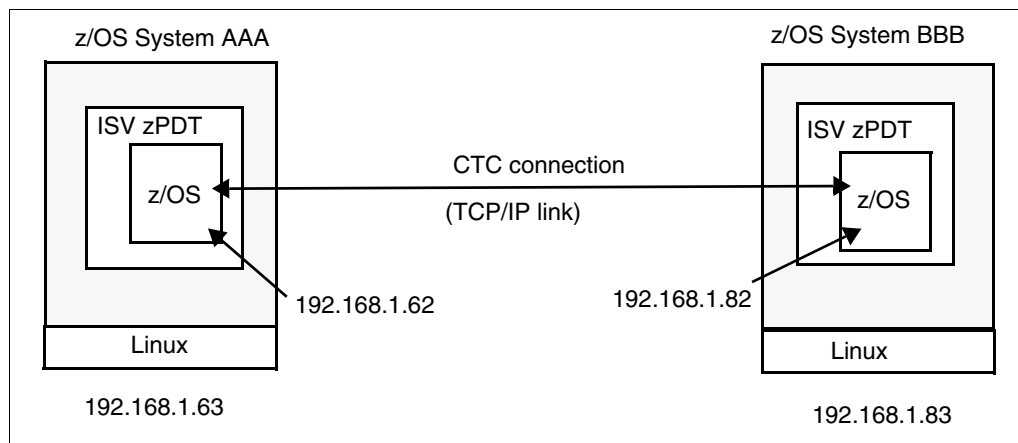 z/OS System AAA
z/OS System BBB
ISV zPDT
ISV zPDT
CTC connection
z/OS
z/OS
(TCP/IP link)
192.168.1.62
192.168.1.82
Linux
Linux
192.168.1.63
192.168.1.83